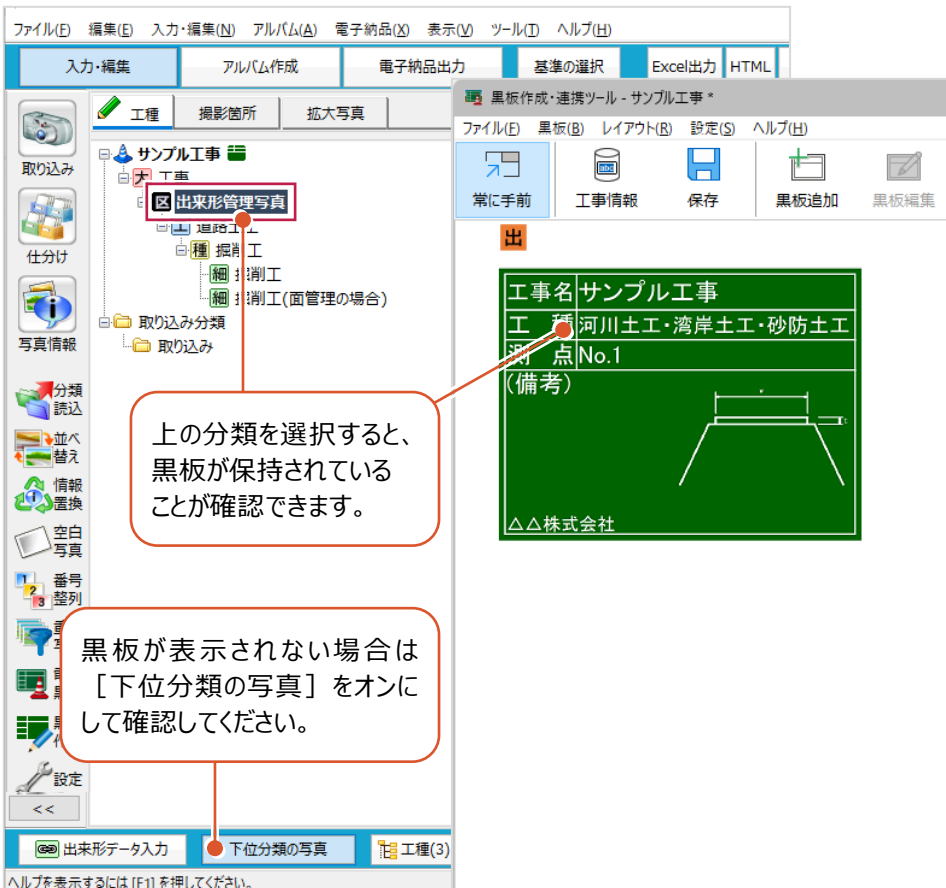 ファイル(F) 編集(E) 入力・編集(N) アルバム(A) 電子納品(X) 表示(V) ツール(T) ヘルプ(H)
入力・編集 アルバム作成 電子納品出力 基準の選択 Excel出力 HTML
黒板作成・連携ツール - サンプル工事 *
ファイル(F) 黒板(B) レイアウト(R) 設定(S) ヘルプ(H)
常に手前 工事情報 保存 黒板追加 黒板編集
工種 撮影箇所 拡大写真
取り込み
仕分け
写真情報
分類読込
並べ替え
情報置換
空白写真
番号整列
設定
<<
サンプル工事
大 工事
区 出来形管理写真
工 道路土工
種 掘削工
細 掘削工
細 掘削工(面管理の場合)
取り込み分類
取り込み
出
工事名 サンプル工事
工 種 河川土工・湾岸土工・砂防土工
測 点 No.1
(備考)
△△株式会社
上の分類を選択すると、
黒板が保持されている
ことが確認できます。
黒板が表示されない場合は
［下位分類の写真］をオンに
して確認してください。
出来形データ入力 下位分類の写真 工種(3)
ヘルプを表示するには [F1] を押してください。